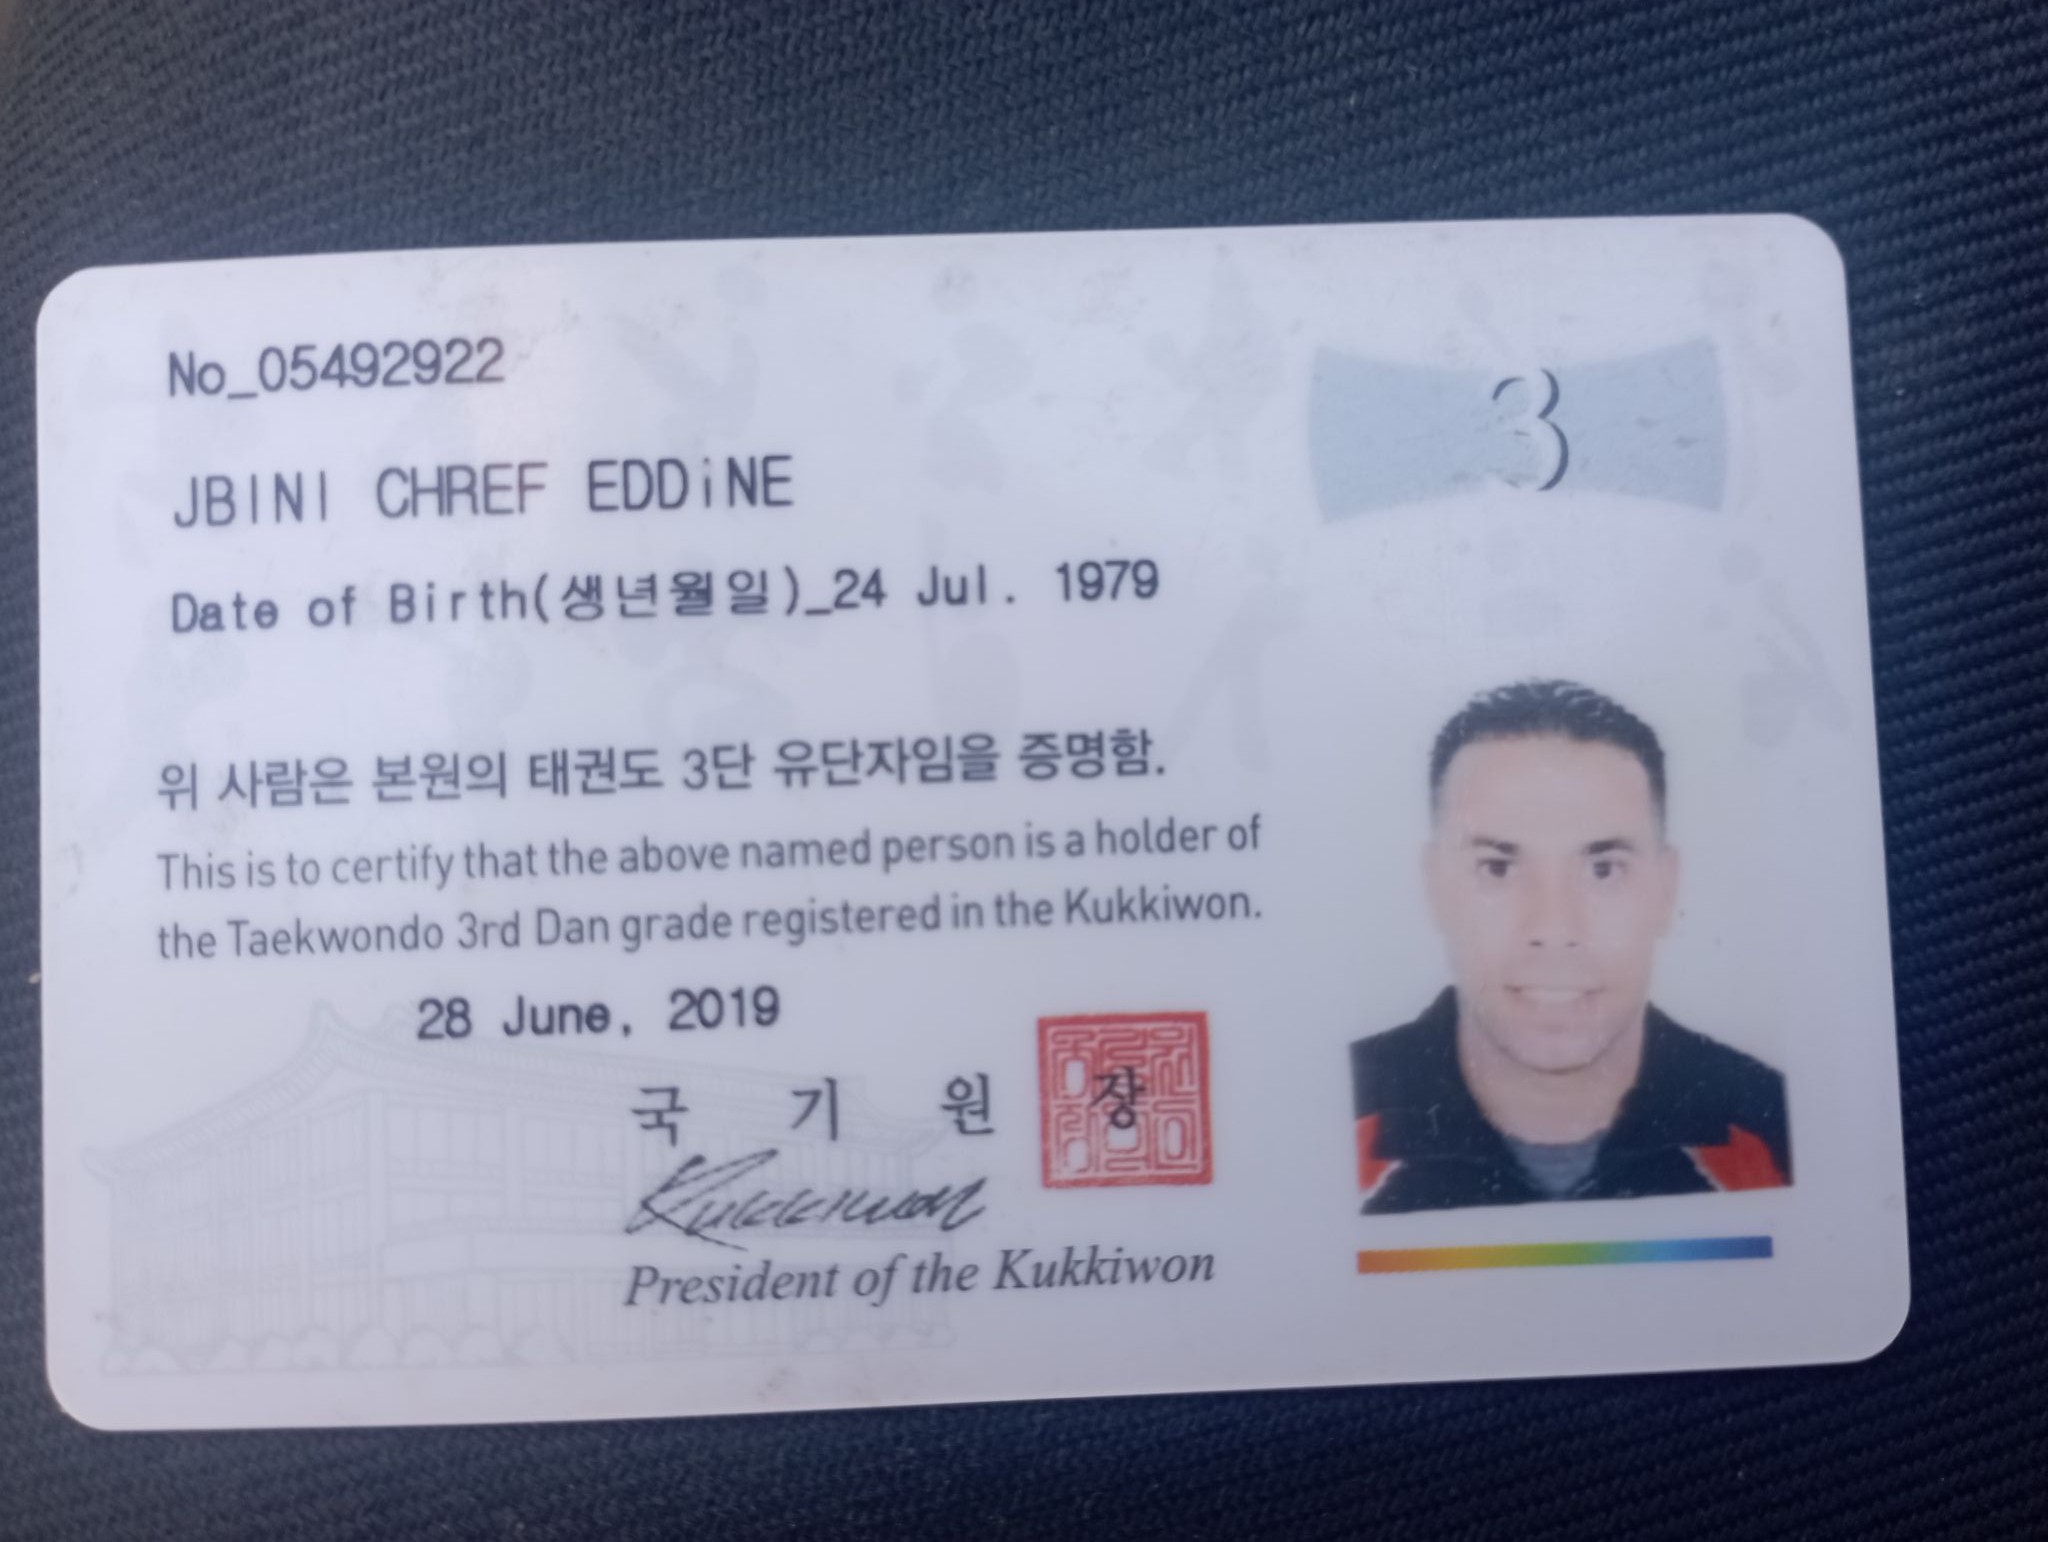 No_05492922
3
JBINI CHREF EDDiNE
Date of Birth(생년월일)_24 Jul. 1979
위 사람은 본원의 태권도 3단 유단자임을 증명함.
This is to certify that the above named person is a holder of
the Taekwondo 3rd Dan grade registered in the Kukkiwon.
28 June, 2019
국 기 원 장
Kukkiwon
President of the Kukkiwon